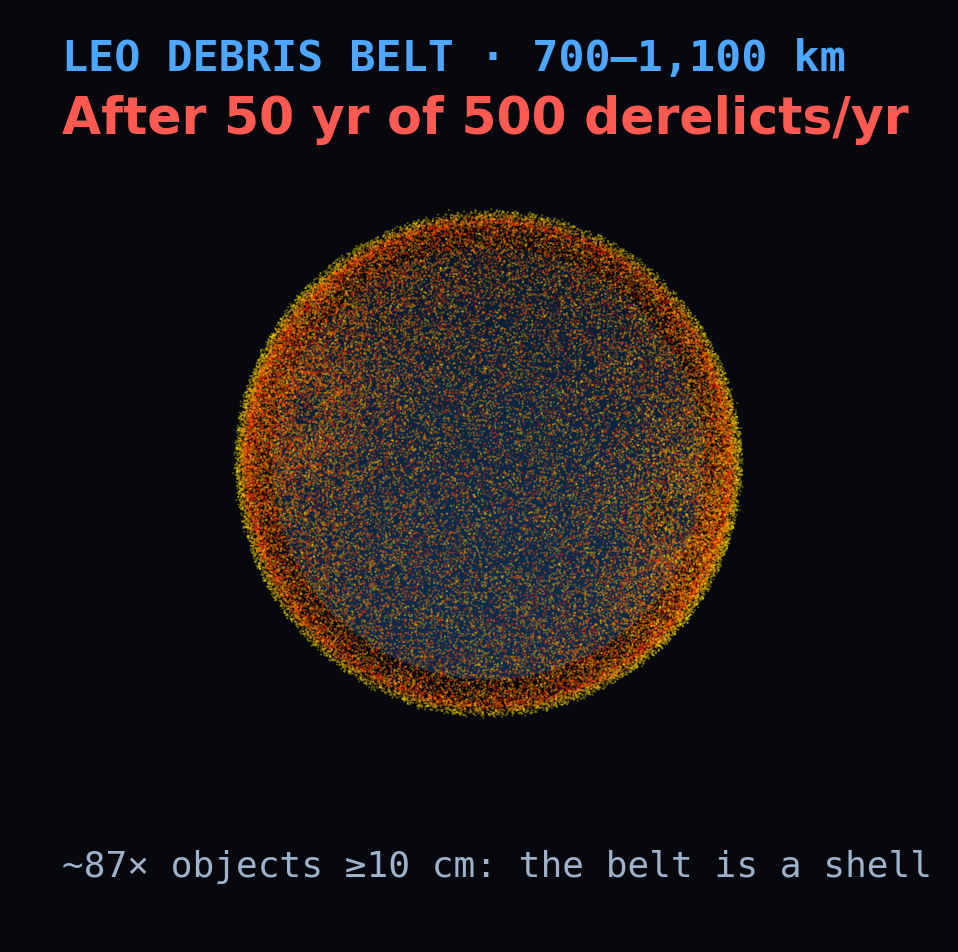 LEO DEBRIS BELT · 700–1,100 km
After 50 yr of 500 derelicts/yr
~87× objects ≥10 cm: the belt is a shell